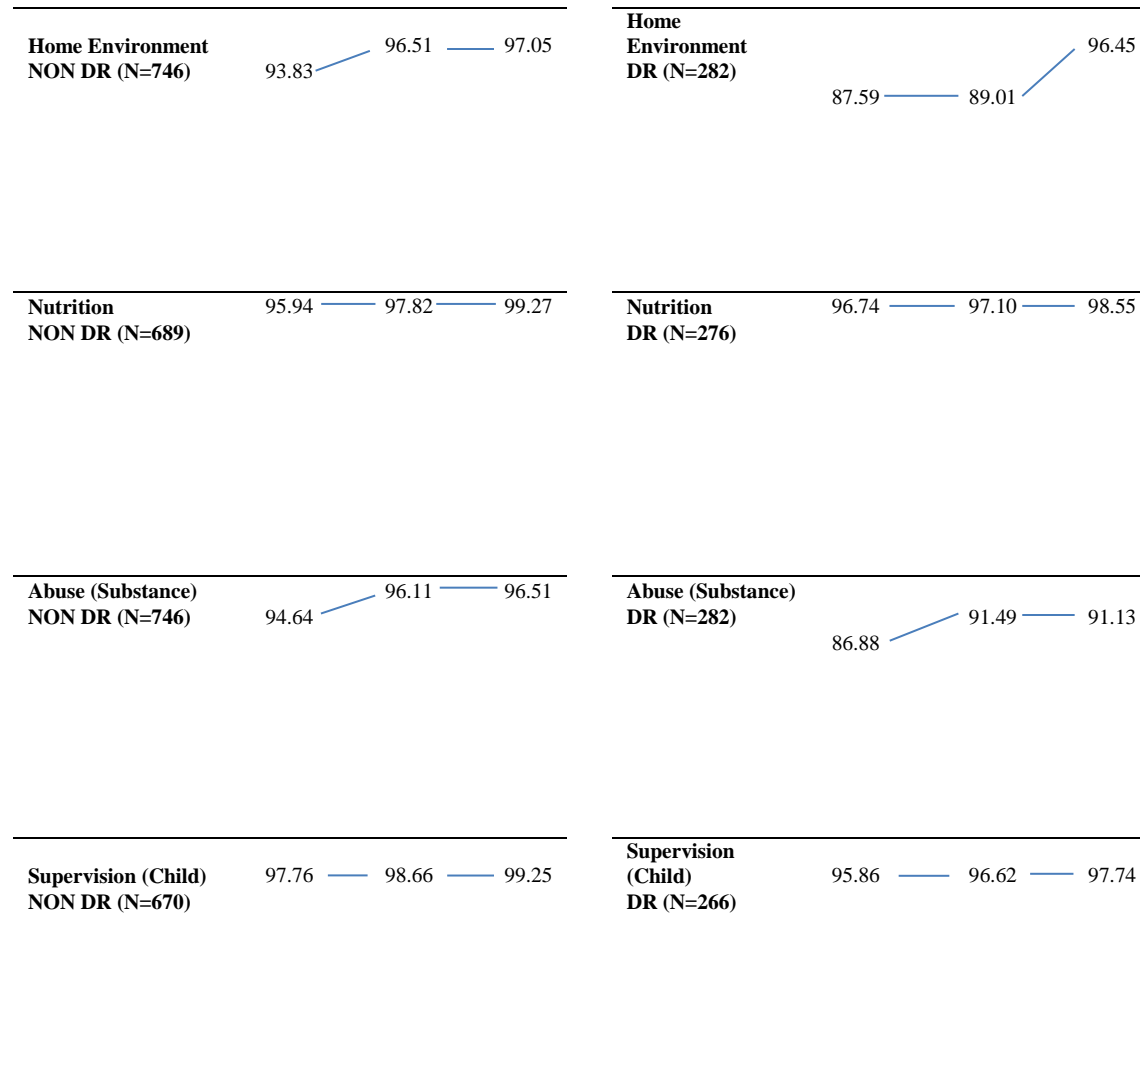 Home Environment 96.51 97.05
NON DR (N=746) 93.83
Home
Environment 96.45
DR (N=282)
87.59 89.01
Nutrition 95.94 97.82 99.27
NON DR (N=689)
Nutrition 96.74 97.10 98.55
DR (N=276)
Abuse (Substance) 96.11 96.51
NON DR (N=746) 94.64
Abuse (Substance)
DR (N=282) 91.49 91.13
86.88
Supervision (Child) 97.76 98.66 99.25
NON DR (N=670)
Supervision
(Child) 95.86 96.62 97.74
DR (N=266)